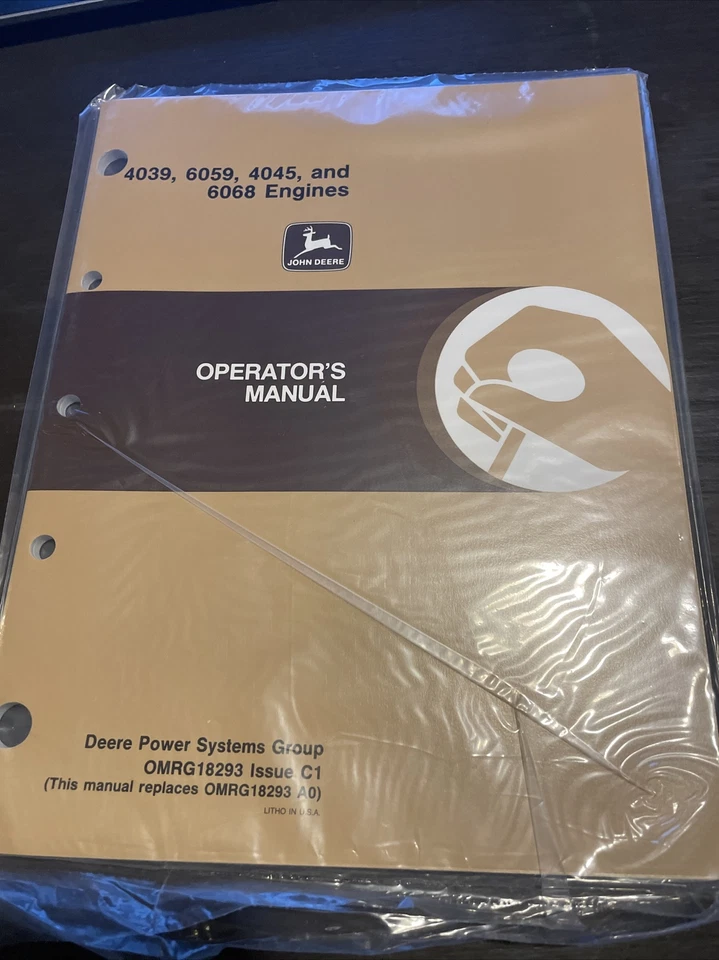 4039, 6059, 4045, and
6068 Engines
JOHN DEERE
OPERATOR'S
MANUAL
Deere Power Systems Group
OMRG18293 Issue C1
(This manual replaces OMRG18293 A0)
LITHO IN U.S.A.